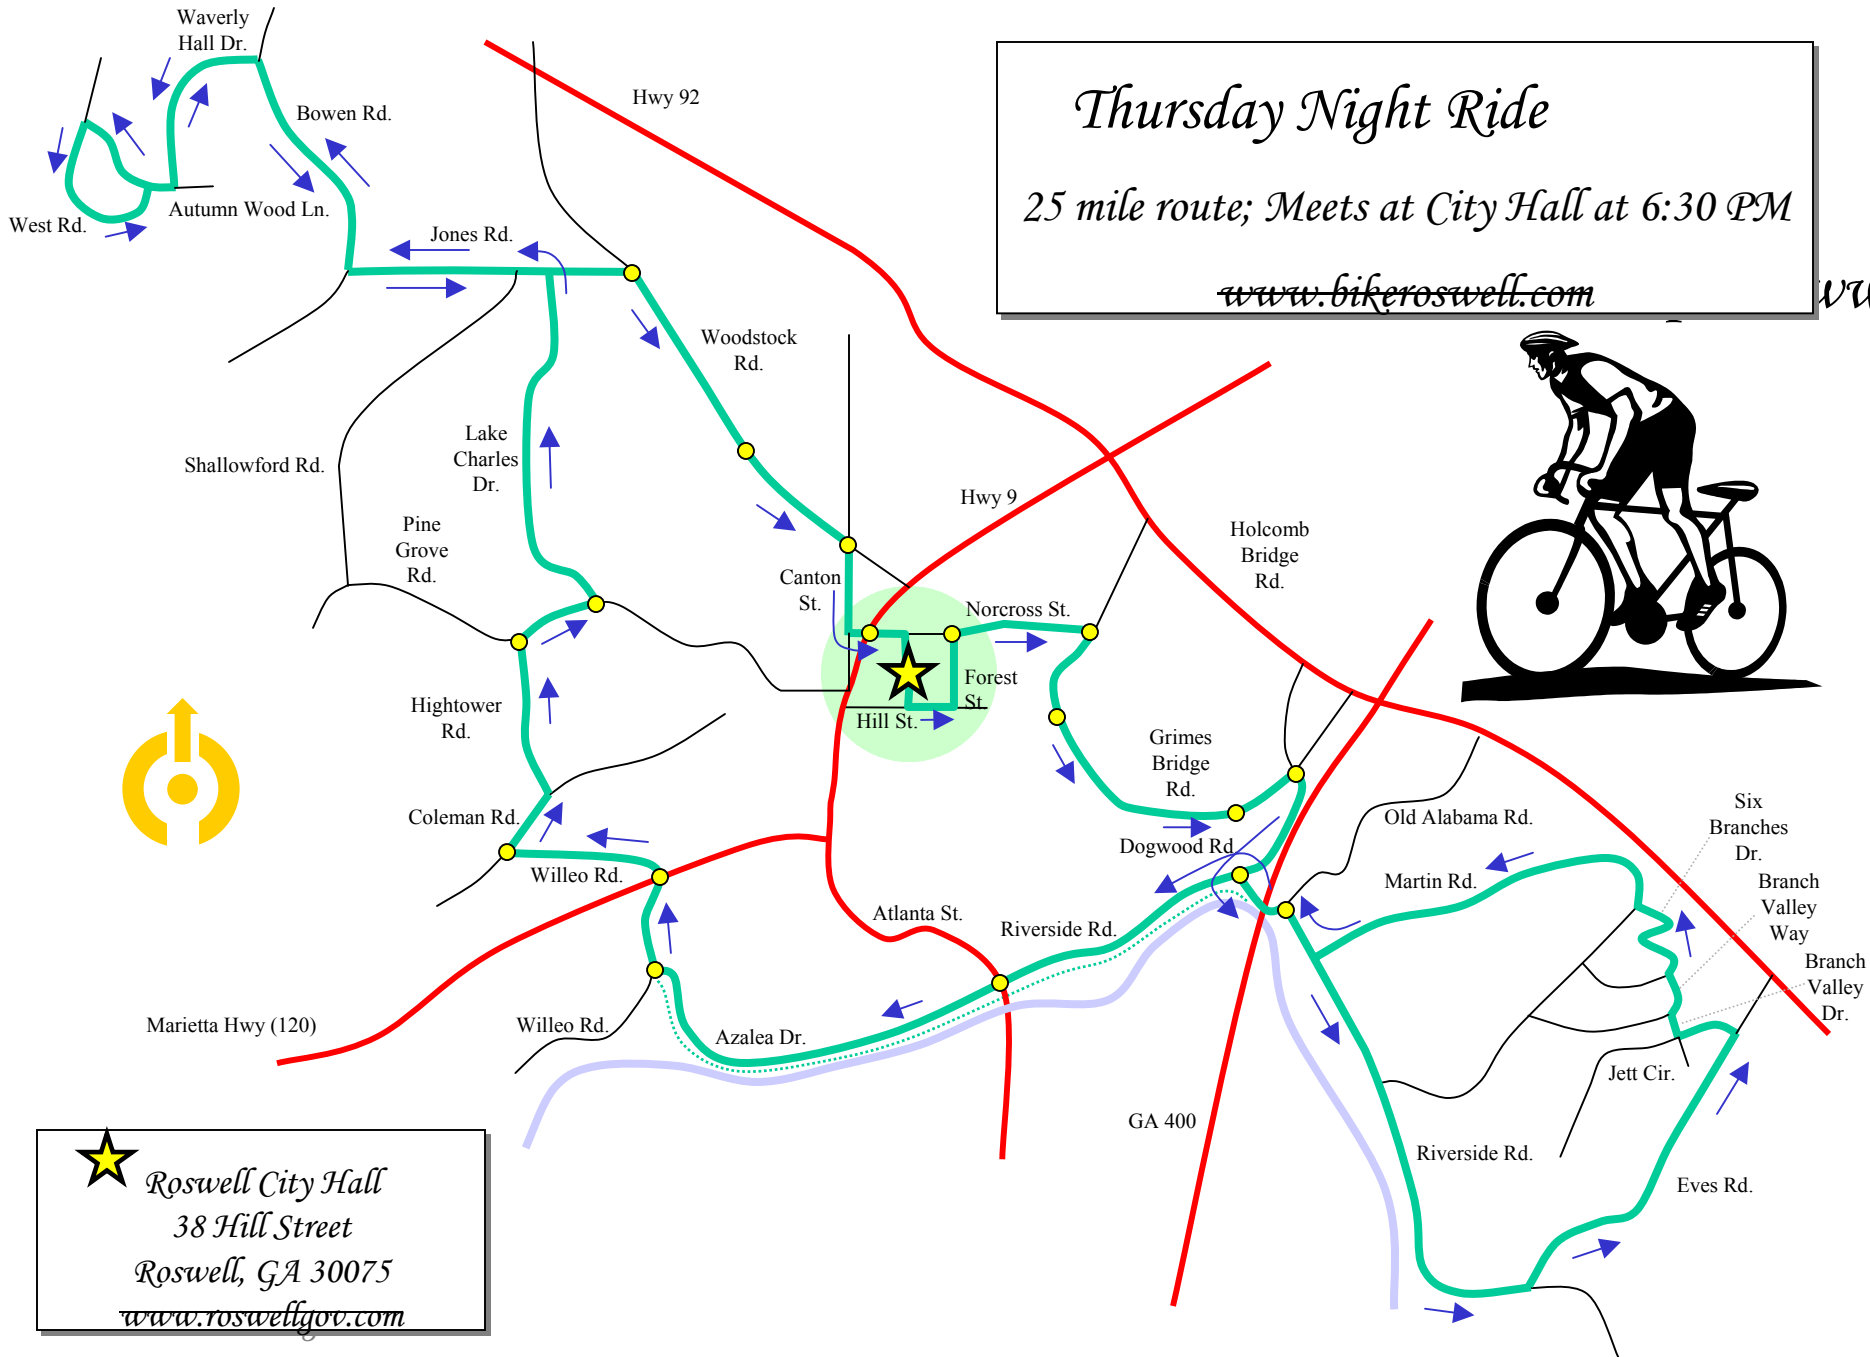 Waverly
Hall Dr.
Hwy 92
Bowen Rd.
Thursday Night Ride
25 mile route; Meets at City Hall at 6:30 PM
www.bikeroswell.com
West Rd.
Autumn Wood Ln.
Jones Rd.
Woodstock
Rd.
Shallowford Rd.
Lake
Charles
Dr.
Pine
Grove
Rd.
Hwy 9
Holcomb
Bridge
Rd.
Canton
St.
Norcross St.
Forest
St.
Hill St.
Hightower
Rd.
Grimes
Bridge
Rd.
Coleman Rd.
Dogwood Rd.
Old Alabama Rd.
Six
Branches
Dr.
Branch
Valley
Way
Branch
Valley
Dr.
Willeo Rd.
Martin Rd.
Atlanta St.
Riverside Rd.
Marietta Hwy (120)
Willeo Rd.
Azalea Dr.
Jett Cir.
GA 400
Riverside Rd.
Eves Rd.
Roswell City Hall
38 Hill Street
Roswell, GA 30075
www.roswellgov.com